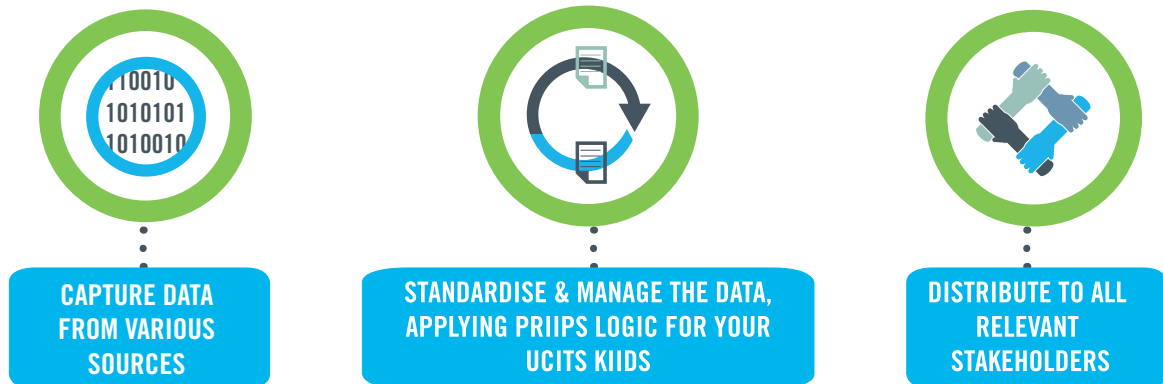 110010
1010101
1010010
CAPTURE DATA
FROM VARIOUS
SOURCES
STANDARDISE & MANAGE THE DATA,
APPLYING PRIIPS LOGIC FOR YOUR
UCITS KIIDS
DISTRIBUTE TO ALL
RELEVANT
STAKEHOLDERS